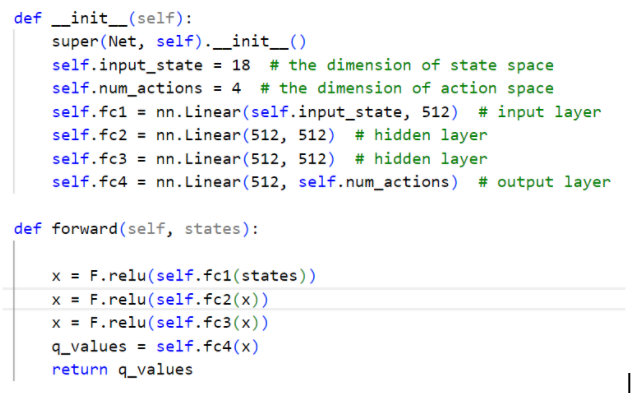 def __init__(self):
    super(Net, self).__init__()
    self.input_state = 18  # the dimension of state space
    self.num_actions = 4  # the dimension of action space
    self.fc1 = nn.Linear(self.input_state, 512)  # input layer
    self.fc2 = nn.Linear(512, 512)  # hidden layer
    self.fc3 = nn.Linear(512, 512)  # hidden layer
    self.fc4 = nn.Linear(512, self.num_actions)  # output layer
def forward(self, states):
    x = F.relu(self.fc1(states))
    x = F.relu(self.fc2(x))
    x = F.relu(self.fc3(x))
    q_values = self.fc4(x)
    return q_values